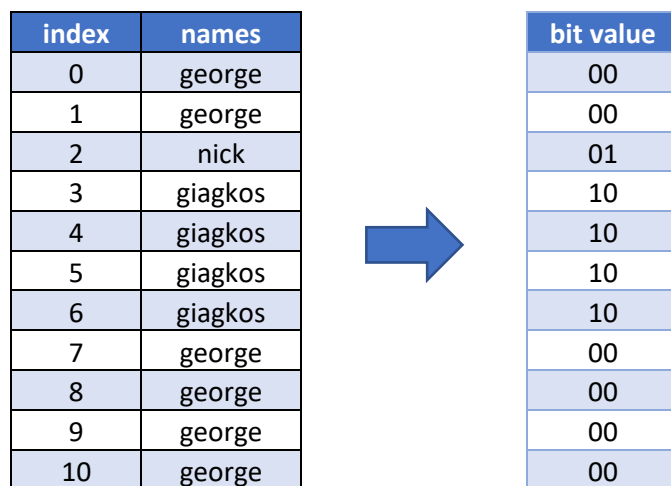 index names bit value
0 george 00
1 george 00
2 nick 01
3 giagkos 10
4 giagkos 10
5 giagkos 10
6 giagkos 10
7 george 00
8 george 00
9 george 00
10 george 00